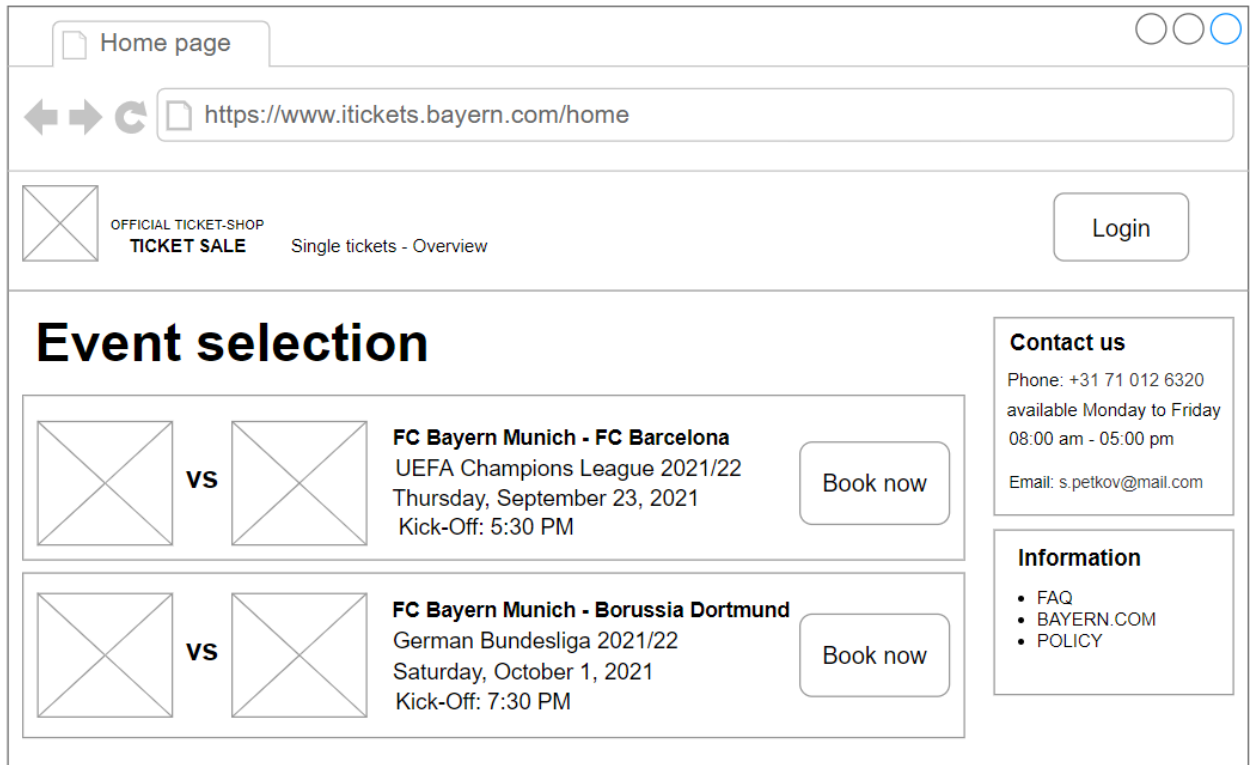 Home page
https://www.itickets.bayern.com/home
OFFICIAL TICKET-SHOP
TICKET SALE
Single tickets - Overview
Login
Event selection
VS
FC Bayern Munich - FC Barcelona
UEFA Champions League 2021/22
Thursday, September 23, 2021
Kick-Off: 5:30 PM
Book now
VS
FC Bayern Munich - Borussia Dortmund
German Bundesliga 2021/22
Saturday, October 1, 2021
Kick-Off: 7:30 PM
Book now
Contact us
Phone: +31 71 012 6320
available Monday to Friday
08:00 am - 05:00 pm
Email: s.petkov@mail.com
Information
• FAQ
• BAYERN.COM
• POLICY